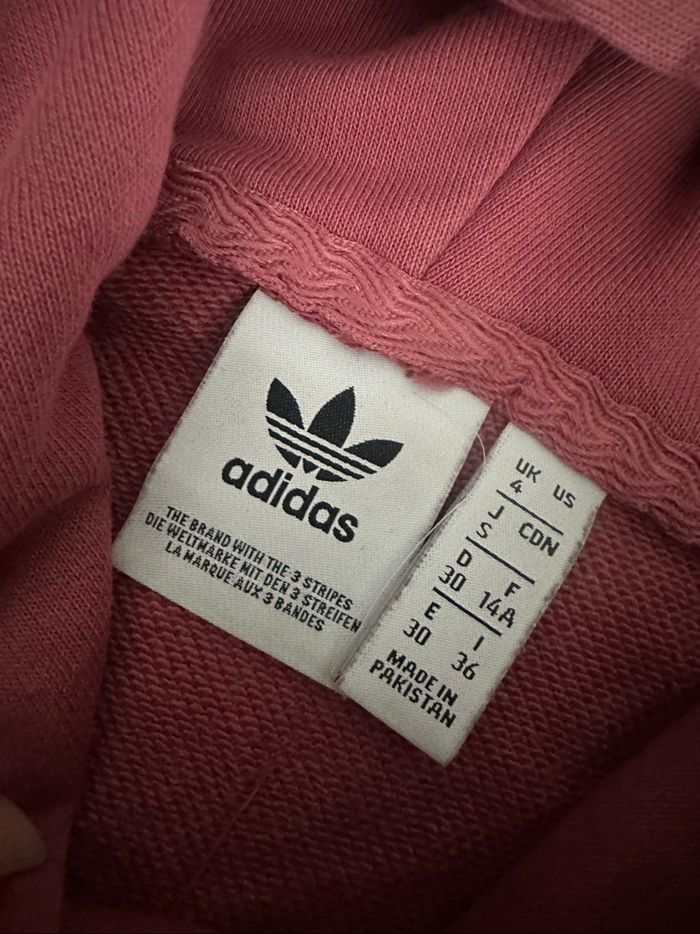 adidas
THE BRAND WITH THE 3 STRIPES
DIE WELTMARKE MIT DEN 3 STREIFEN
LA MARQUE AUX 3 BANDES
UK US
4
J CDN
S
D F
30 14A
E I
30 36
MADE IN
PAKISTAN